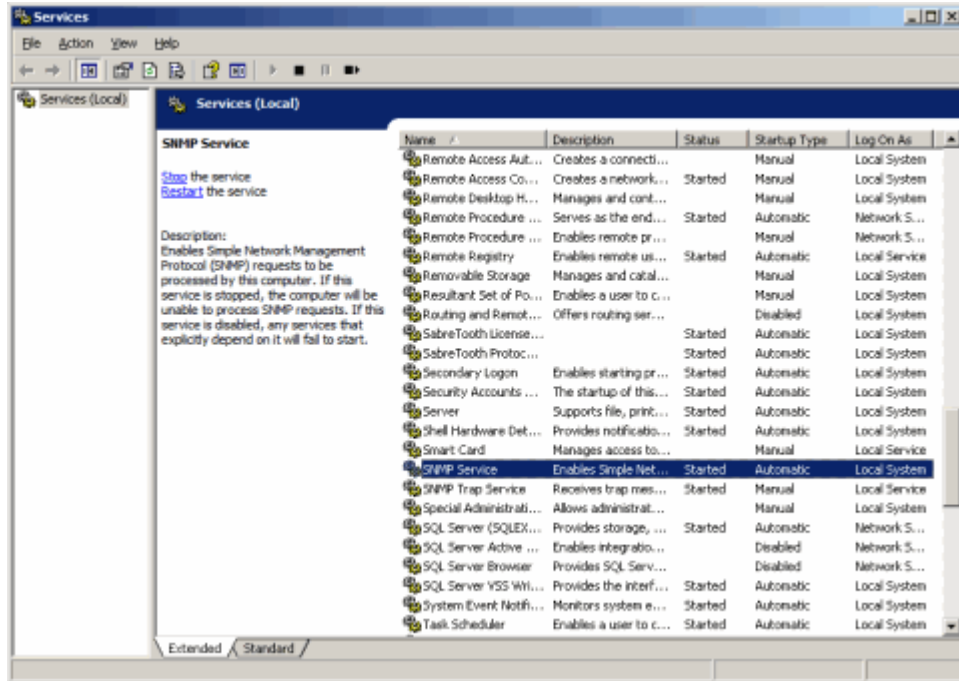 Services
File Action View Help
Services (Local)
Services (Local)
SNMP Service
Stop the service
Restart the service
Description:
Enables Simple Network Management
Protocol (SNMP) requests to be
processed by this computer. If this
service is stopped, the computer will be
unable to process SNMP requests. If this
service is disabled, any services that
explicitly depend on it will fail to start.
Name Description Status Startup Type Log On As
Remote Access Aut... Creates a connecti... Manual Local System
Remote Access Co... Creates a network... Started Manual Local System
Remote Desktop H... Manages and cont... Manual Local System
Remote Procedure ... Serves as the end... Started Automatic Network S...
Remote Procedure ... Enables remote pr... Manual Network S...
Remote Registry Enables remote us... Started Automatic Local Service
Removable Storage Manages and catal... Manual Local System
Resultant Set of Po... Enables a user to c... Manual Local System
Routing and Remot... Offers routing ser... Disabled Local System
SabreTooth License... Started Automatic Local System
SabreTooth Protoc... Started Automatic Local System
Secondary Logon Enables starting pr... Started Automatic Local System
Security Accounts ... The startup of this... Started Automatic Local System
Server Supports file, print... Started Automatic Local System
Shell Hardware Det... Provides notificatio... Started Automatic Local System
Smart Card Manages access to... Manual Local Service
SNMP Service Enables Simple Net... Started Automatic Local System
SNMP Trap Service Receives trap mes... Started Manual Local Service
Special Administrati... Allows administrat... Manual Local System
SQL Server (SQLEX... Provides storage, ... Started Automatic Network S...
SQL Server Active ... Enables integratio... Disabled Network S...
SQL Server Browser Provides SQL Serv... Disabled Network S...
SQL Server VSS Wri... Provides the interf... Started Automatic Local System
System Event Notifi... Monitors system e... Started Automatic Local System
Task Scheduler Enables a user to c... Started Automatic Local System
Extended Standard